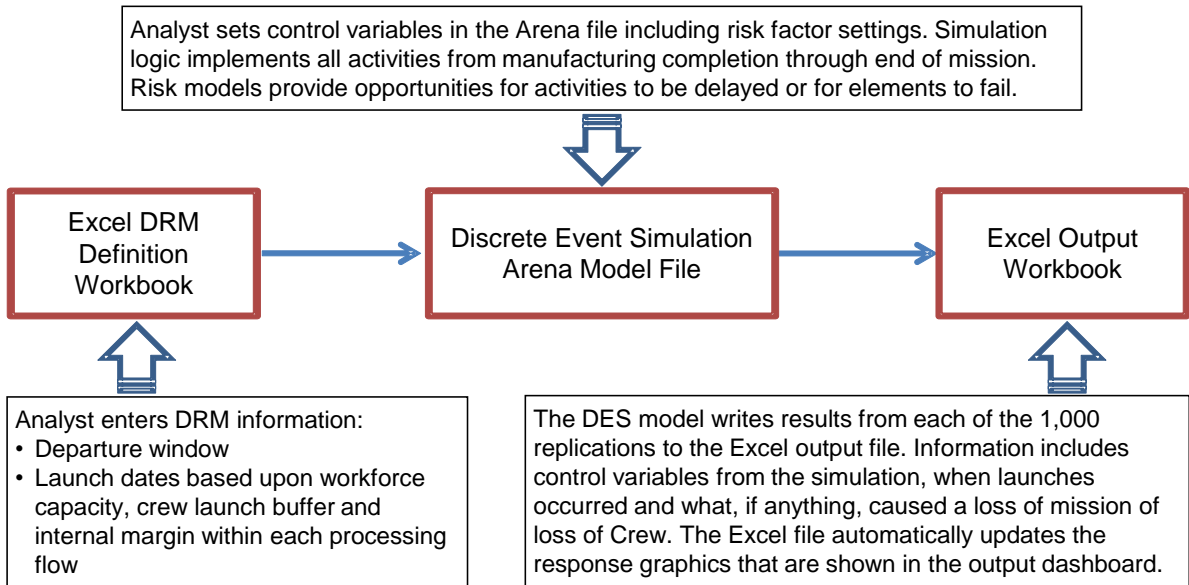 Analyst sets control variables in the Arena file including risk factor settings. Simulation
logic implements all activities from manufacturing completion through end of mission.
Risk models provide opportunities for activities to be delayed or for elements to fail.
Excel DRM
Definition
Workbook
Discrete Event Simulation
Arena Model File
Excel Output
Workbook
Analyst enters DRM information:
• Departure window
• Launch dates based upon workforce
capacity, crew launch buffer and
internal margin within each processing
flow
The DES model writes results from each of the 1,000
replications to the Excel output file. Information includes
control variables from the simulation, when launches
occurred and what, if anything, caused a loss of mission of
loss of Crew. The Excel file automatically updates the
response graphics that are shown in the output dashboard.